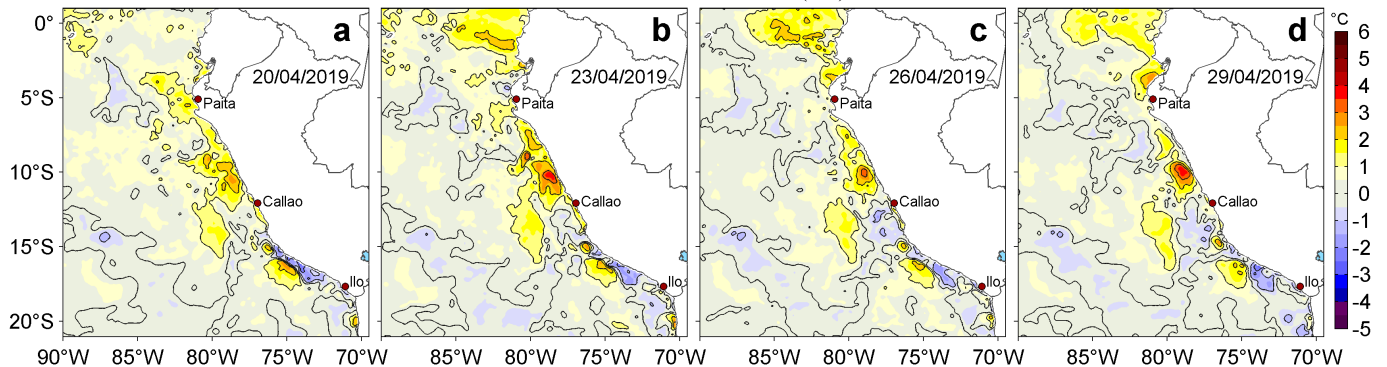 a b c d
°C
20/04/2019 23/04/2019 26/04/2019 29/04/2019
0°
5°S
10°S
15°S
20°S
Paita Paita Paita Paita
Callao Callao Callao Callao
Ilo Ilo Ilo Ilo
90°W 85°W 80°W 75°W 70°W 85°W 80°W 75°W 70°W 85°W 80°W 75°W 70°W 85°W 80°W 75°W 70°W
6
5
4
3
2
1
0
-1
-2
-3
-4
-5